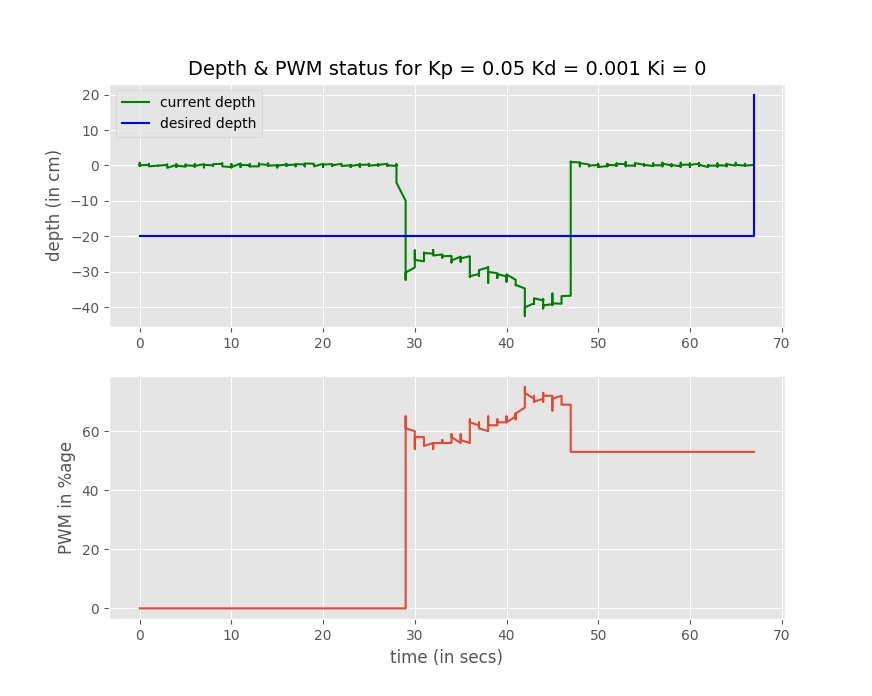 Depth & PWM status for Kp = 0.05 Kd = 0.001 Ki = 0
current depth
desired depth
20
10
0
−10
−20
−30
−40
depth (in cm)
0 10 20 30 40 50 60 70
60
40
20
0
PWM in %age
0 10 20 30 40 50 60 70
time (in secs)